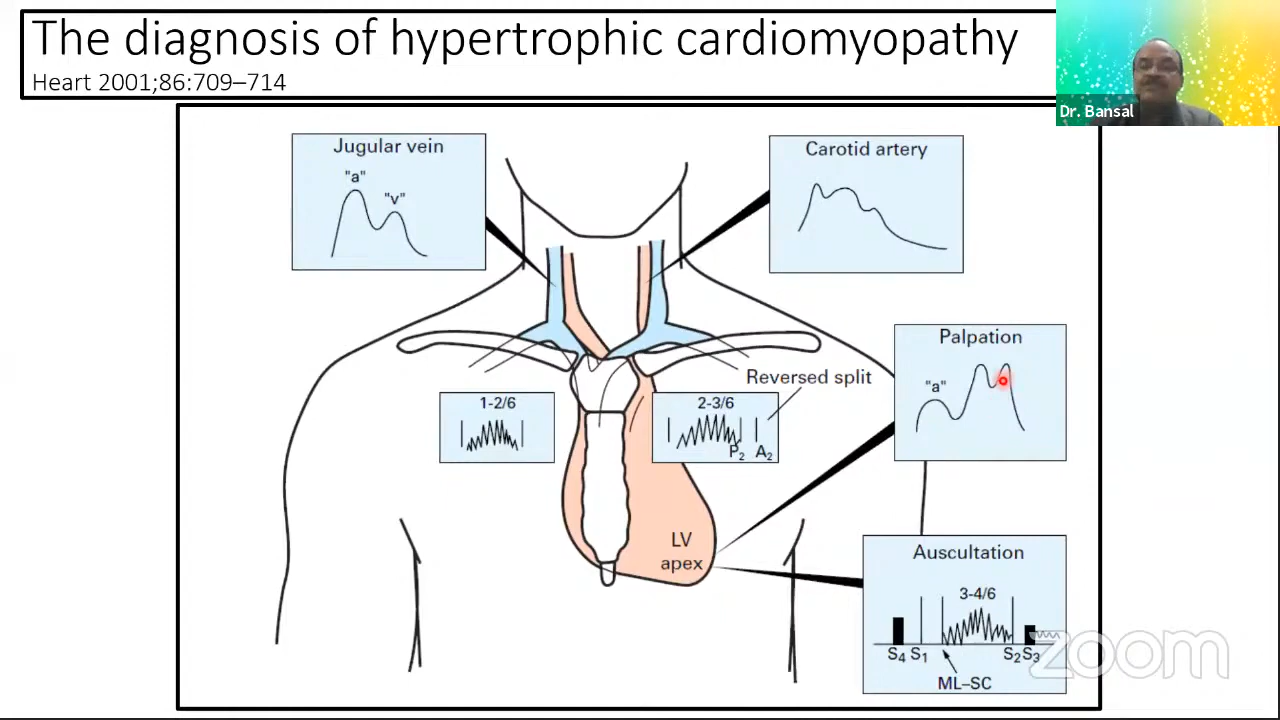 The diagnosis of hypertrophic cardiomyopathy
Heart 2001;86:709–714
Dr. Bansal
Jugular vein
"a"
"v"
Carotid artery
Palpation
"a"
Reversed split
1-2/6
2-3/6
P2 A2
LV
apex
Auscultation
3-4/6
S4 S1 S2 S3
ML–SC
zoom